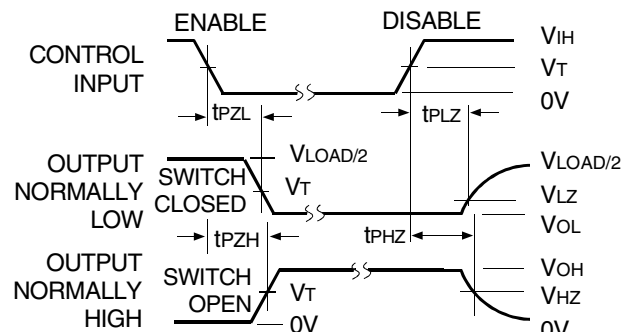 ENABLE
DISABLE
CONTROL
INPUT
VIH
VT
0V
tPZL
tPLZ
OUTPUT
NORMALLY
LOW
SWITCH
CLOSED
VLOAD/2
VT
VLOAD/2
VLZ
VOL
tPZH
tPHZ
OUTPUT
NORMALLY
HIGH
SWITCH
OPEN
VT
0V
VOH
VHZ
0V